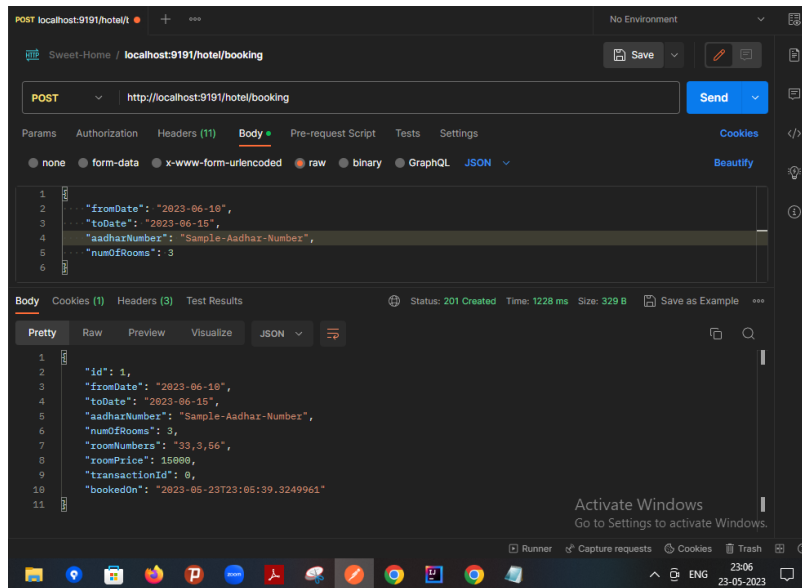 POST localhost:9191/hotel/t
No Environment
HTTP Sweet-Home / localhost:9191/hotel/booking
Save
POST http://localhost:9191/hotel/booking
Send
Params Authorization Headers (11) Body Pre-request Script Tests Settings Cookies
none form-data x-www-form-urlencoded raw binary GraphQL JSON Beautify
1 {
2 "fromDate": "2023-06-10",
3 "toDate": "2023-06-15",
4 "aadharNumber": "Sample-Aadhar-Number",
5 "numOfRooms": 3
6 }
Body Cookies (1) Headers (3) Test Results Status: 201 Created Time: 1228 ms Size: 329 B Save as Example
Pretty Raw Preview Visualize JSON
1 {
2 "id": 1,
3 "fromDate": "2023-06-10",
4 "toDate": "2023-06-15",
5 "aadharNumber": "Sample-Aadhar-Number",
6 "numOfRooms": 3,
7 "roomNumbers": "33,3,56",
8 "roomPrice": 15000,
9 "transactionId": 0,
10 "bookedOn": "2023-05-23T23:05:39.3249961"
11 }
Activate Windows
Go to Settings to activate Windows.
Runner Capture requests Cookies Trash
zoom
ENG
23:06
23-05-2023